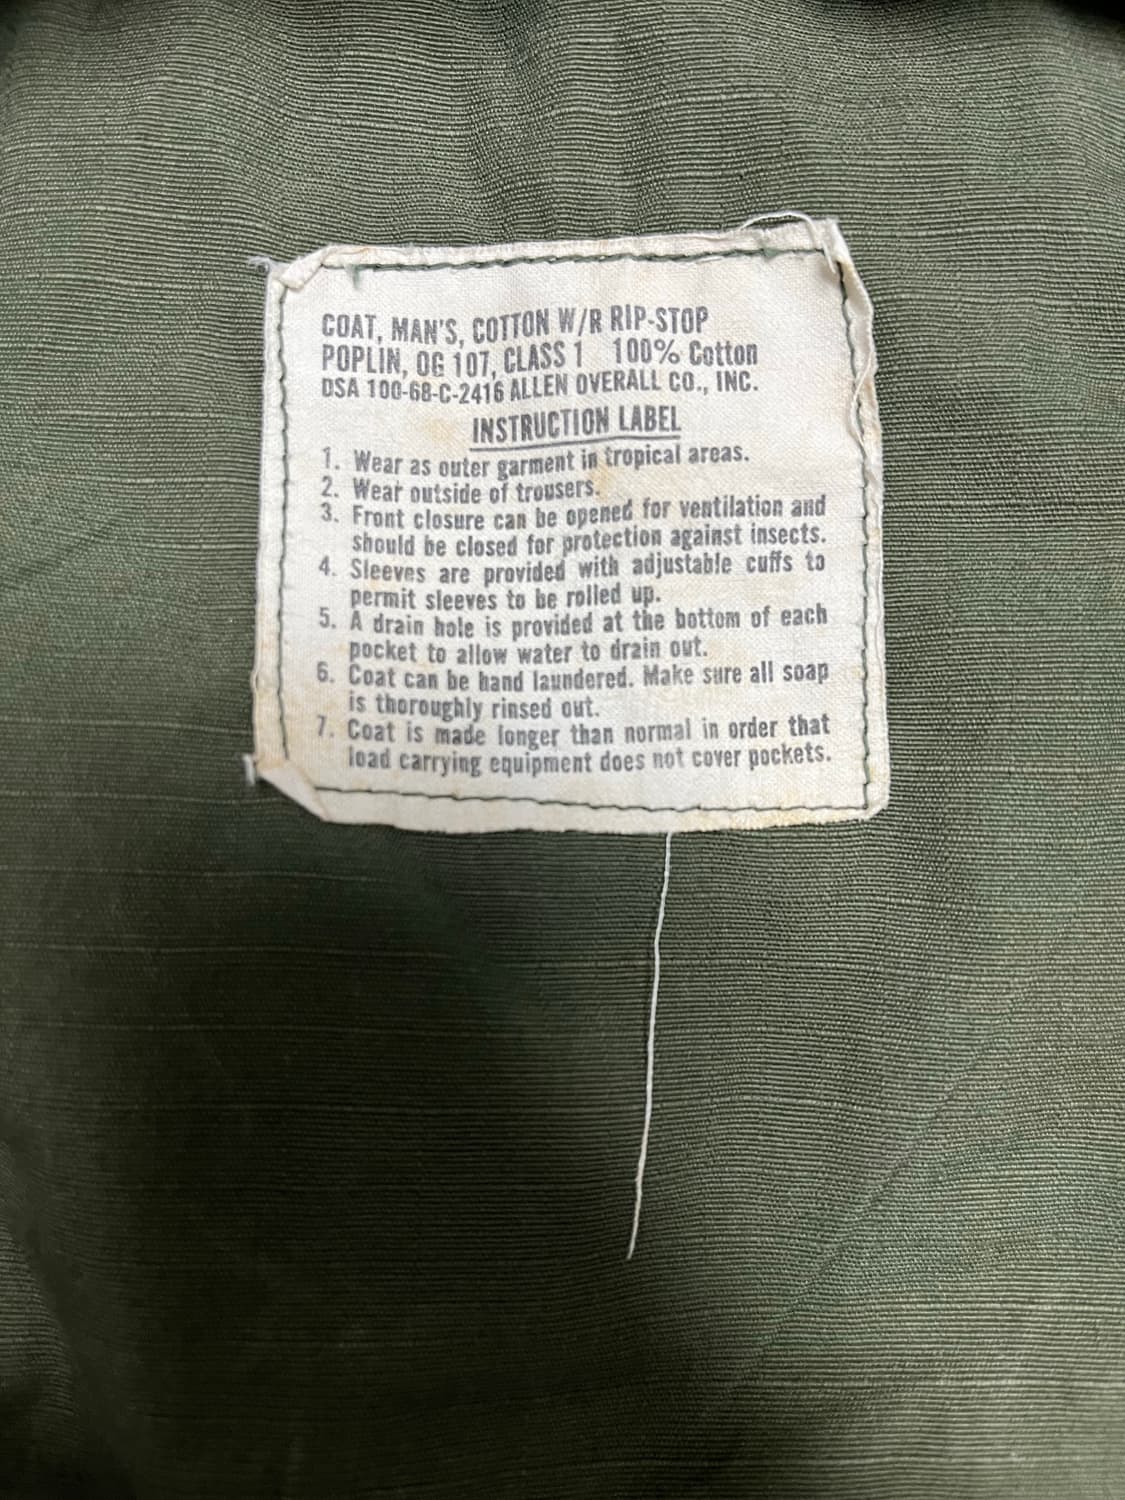 COAT, MAN'S, COTTON W/R RIP-STOP
POPLIN, OG 107, CLASS 1 100% Cotton
DSA 100-68-C-2416 ALLEN OVERALL CO., INC.
INSTRUCTION LABEL
1. Wear as outer garment in tropical areas.
2. Wear outside of trousers.
3. Front closure can be opened for ventilation and
should be closed for protection against insects.
4. Sleeves are provided with adjustable cuffs to
permit sleeves to be rolled up.
5. A drain hole is provided at the bottom of each
pocket to allow water to drain out.
6. Coat can be hand laundered. Make sure all soap
is thoroughly rinsed out.
7. Coat is made longer than normal in order that
load carrying equipment does not cover pockets.